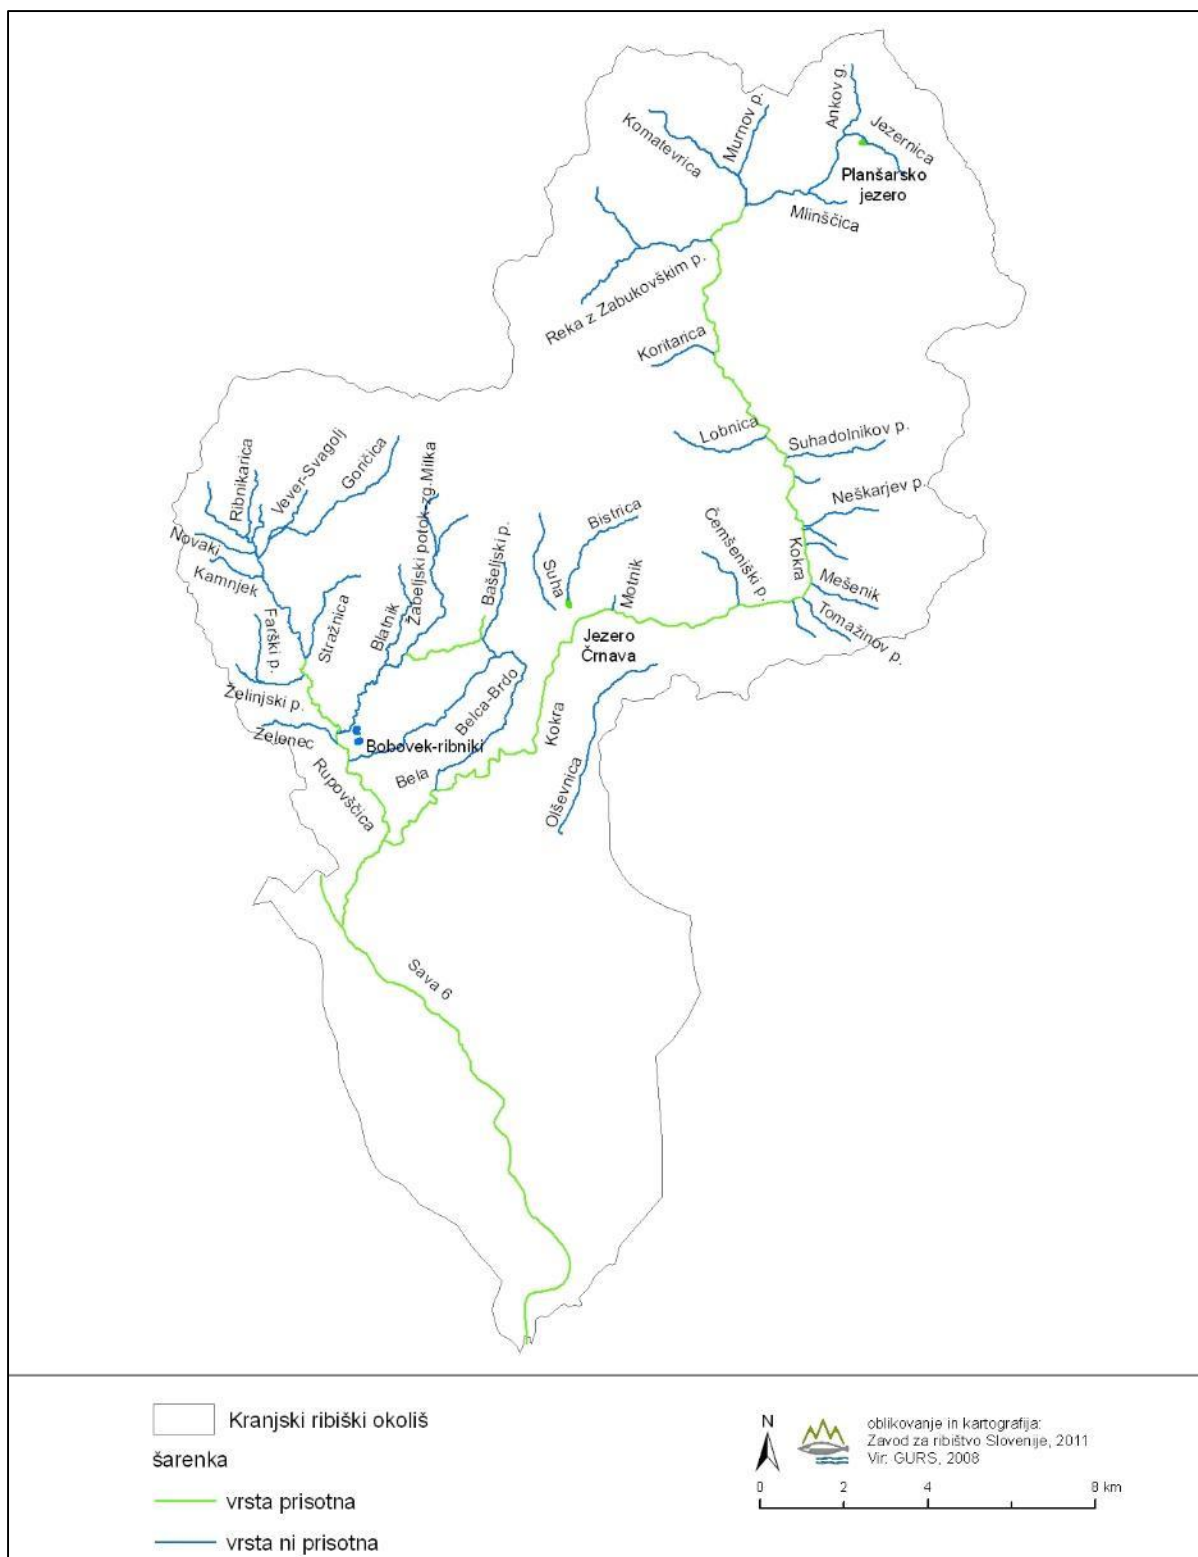 Ankov g.
Jezernica
Murnov p.
Komatevrica
Planšarsko
jezero
Mlinščica
Reka z Zabukovškim p.
Koritarica
Lobnica
Suhadolnikov p.
Neškarjev p.
Kokra
Mešenik
Tomažinov p.
Čemšeniški p.
Motnik
Bistrica
Suha
Jezero
Črnava
Ribnikarica
Vever-Svagolj
Goričica
Novaki
Kamnjek
Farški p.
Stražnica
Blatnik
Žabeljski potok-zg.Milka
Bašeljski p.
Želinjski p.
Zelenec
Bobovek-ribniki
Belca-Brdo
Bela
Kokra
Olševnica
Rupovščica
Sava 6
Kranjski ribiški okoliš
šarenka
vrsta prisotna
vrsta ni prisotna
N
oblikovanje in kartografija:
Zavod za ribištvo Slovenije, 2011
Vir: GURS, 2008
0 2 4 8 km